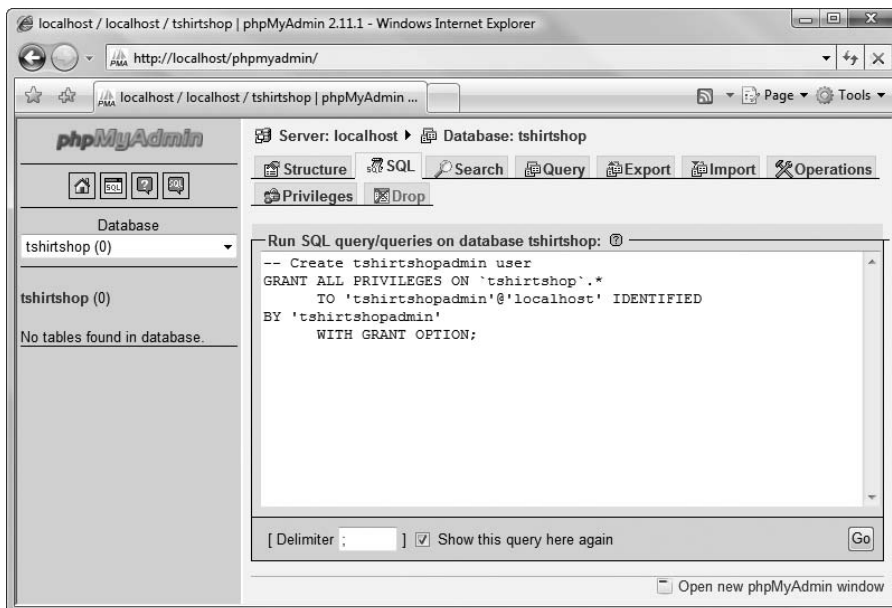 localhost / localhost / tshirtshop | phpMyAdmin 2.11.1 - Windows Internet Explorer
PMA http://localhost/phpmyadmin/
PMA localhost / localhost / tshirtshop | phpMyAdmin ...
Page Tools
phpMyAdmin
Server: localhost Database: tshirtshop
Structure SQL Search Query Export Import Operations
Privileges Drop
SQL
Database
tshirtshop (0)
tshirtshop (0)
No tables found in database.
Run SQL query/queries on database tshirtshop:
-- Create tshirtshopadmin user
GRANT ALL PRIVILEGES ON `tshirtshop`.*
TO 'tshirtshopadmin'@'localhost' IDENTIFIED
BY 'tshirtshopadmin'
WITH GRANT OPTION;
[ Delimiter ; ] Show this query here again
Go
Open new phpMyAdmin window